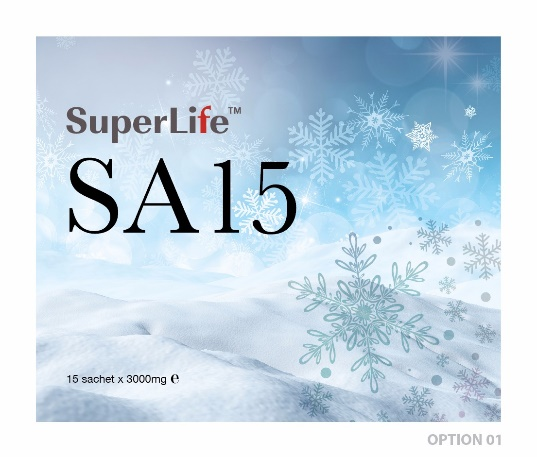 SuperLife™
SA15
15 sachet x 3000mg ℮
OPTION 01